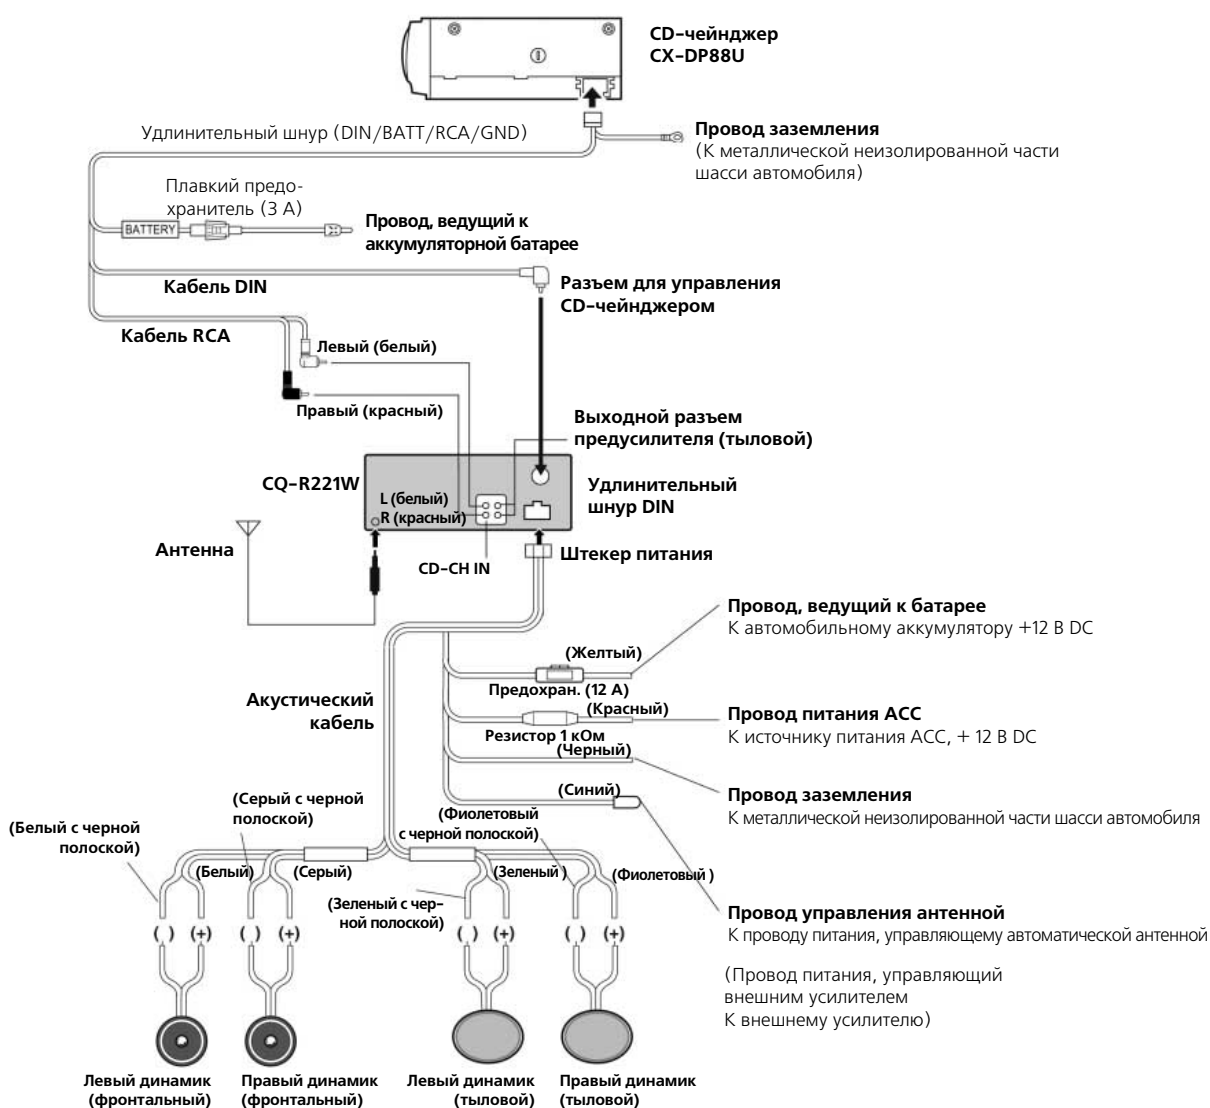 CD-чейнджер
CX-DP88U
Удлинительный шнур (DIN/BATT/RCA/GND)
Провод заземления
(К металлической неизолированной части
шасси автомобиля)
Плавкий предо-
хранитель (3 А)
BATTERY
Провод, ведущий к
аккумуляторной батарее
Кабель DIN
Разъем для управления
CD-чейнджером
Кабель RCA
Левый (белый)
Правый (красный)
Выходной разъем
предусилителя (тыловой)
CQ-R221W
L (белый)
R (красный)
Удлинительный
шнур DIN
Антенна
CD-CH IN
Штекер питания
Провод, ведущий к батарее
К автомобильному аккумулятору +12 В DC
(Желтый)
Предохран. (12 А)
Акустический
кабель
(Красный)
Резистор 1 кОм
Провод питания ACC
К источнику питания ACC, + 12 В DC
(Черный)
(Синий)
Провод заземления
К металлической неизолированной части шасси автомобиля
(Белый с черной
полоской)
(Серый с черной
полоской)
(Фиолетовый
с черной полоской)
(Белый)
(Серый)
(Зеленый )
(Фиолетовый )
(Зеленый с чер-
ной полоской)
Провод управления антенной
К проводу питания, управляющему автоматической антенной
(Провод питания, управляющий
внешним усилителем
К внешнему усилителю)
( ) (+) ( ) (+) ( ) (+) ( ) (+)
Левый динамик
(фронтальный)
Правый динамик
(фронтальный)
Левый динамик
(тыловой)
Правый динамик
(тыловой)